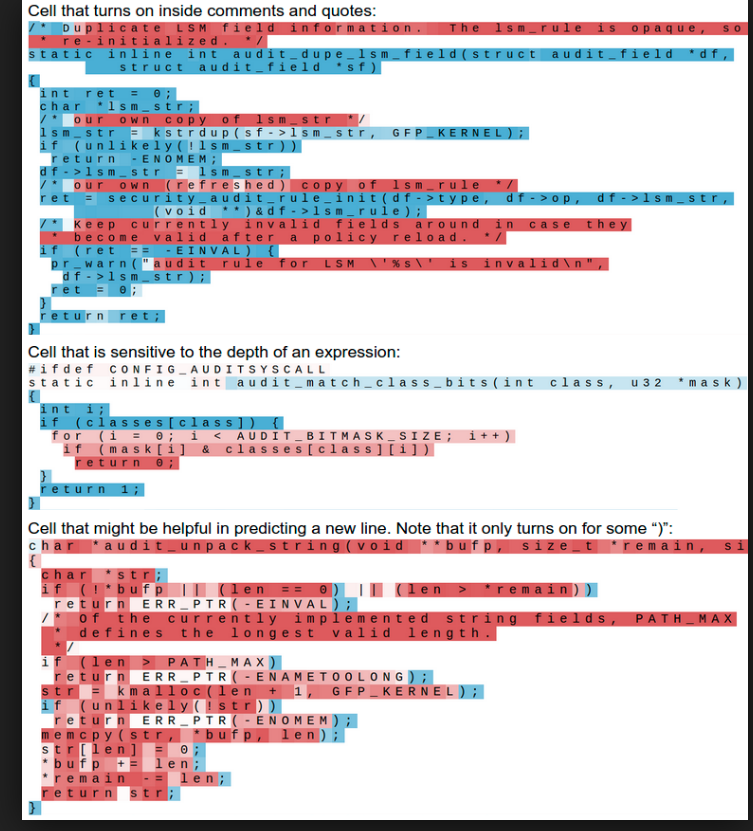 Cell that turns on inside comments and quotes:
/* Duplicate LSM field information. The lsm_rule is opaque, so
 * re-initialized. */
static inline int audit_dupe_lsm_field(struct audit_field *df,
        struct audit_field *sf)
{
 int ret = 0;
 char *lsm_str;
 /* our own copy of lsm_str */
 lsm_str = kstrdup(sf->lsm_str, GFP_KERNEL);
 if (unlikely(!lsm_str))
  return -ENOMEM;
 df->lsm_str = lsm_str;
 /* our own (refreshed) copy of lsm_rule */
 ret = security_audit_rule_init(df->type, df->op, df->lsm_str,
           (void **)&df->lsm_rule);
 /* Keep currently invalid fields around in case they
  * become valid after a policy reload. */
 if (ret == -EINVAL) {
  pr_warn("audit rule for LSM \'%s\' is invalid\n",
   df->lsm_str);
  ret = 0;
 }
 return ret;
}
Cell that is sensitive to the depth of an expression:
#ifdef CONFIG_AUDITSYSCALL
static inline int audit_match_class_bits(int class, u32 *mask)
{
 int i;
 if (classes[class]) {
  for (i = 0; i < AUDIT_BITMASK_SIZE; i++)
   if (mask[i] & classes[class][i])
    return 0;
 }
 return 1;
}
Cell that might be helpful in predicting a new line. Note that it only turns on for some “)”:
char *audit_unpack_string(void **bufp, size_t *remain, si
{
 char *str;
 if (!*bufp || (len == 0) || (len > *remain))
  return ERR_PTR(-EINVAL);
 /* Of the currently implemented string fields, PATH_MAX
  * defines the longest valid length.
  */
 if (len > PATH_MAX)
  return ERR_PTR(-ENAMETOOLONG);
 str = kmalloc(len + 1, GFP_KERNEL);
 if (unlikely(!str))
  return ERR_PTR(-ENOMEM);
 memcpy(str, *bufp, len);
 str[len] = 0;
 *bufp += len;
 *remain -= len;
 return str;
}